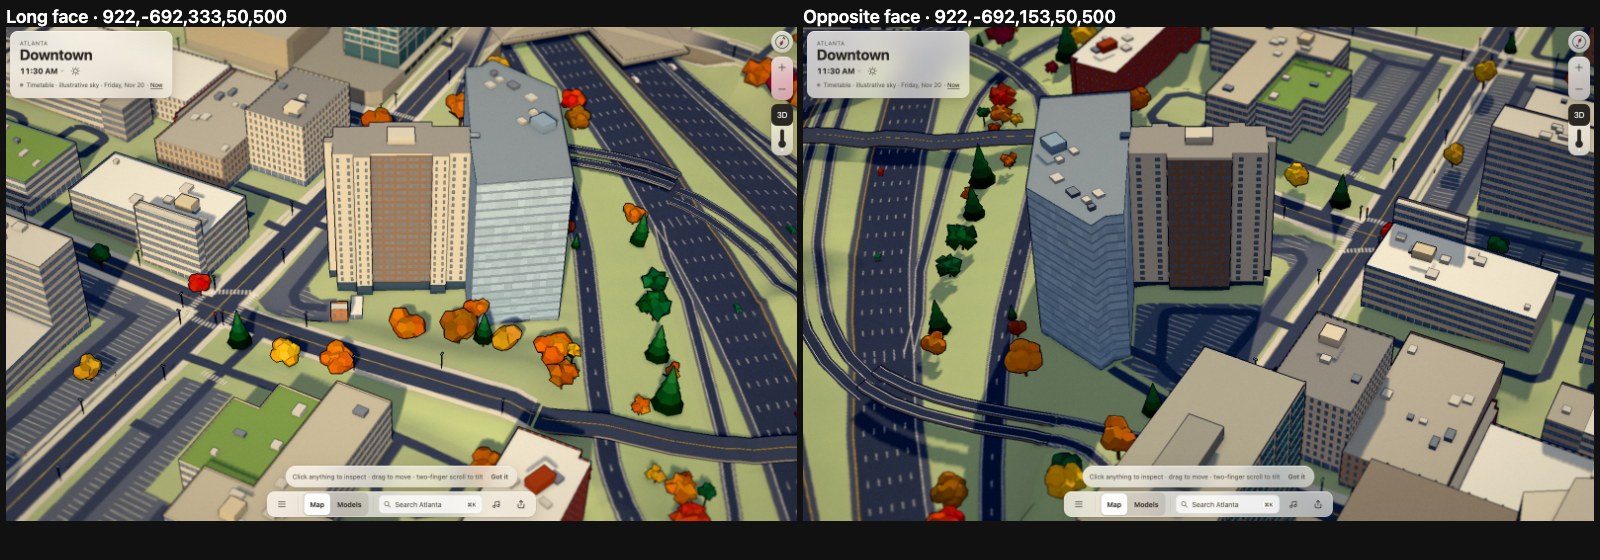 Long face · 922,-692,333,50,500
ATLANTA
Downtown
11:30 AM
Timetable · Illustrative sky · Friday, Nov 20 Now
3D
Click anything to inspect · drag to move · two-finger scroll to tilt Got it
Map Models Search Atlanta ⌘K
Opposite face · 922,-692,153,50,500
ATLANTA
Downtown
11:30 AM
Timetable · Illustrative sky · Friday, Nov 20 Now
3D
Click anything to inspect · drag to move · two-finger scroll to tilt Got it
Map Models Search Atlanta ⌘K